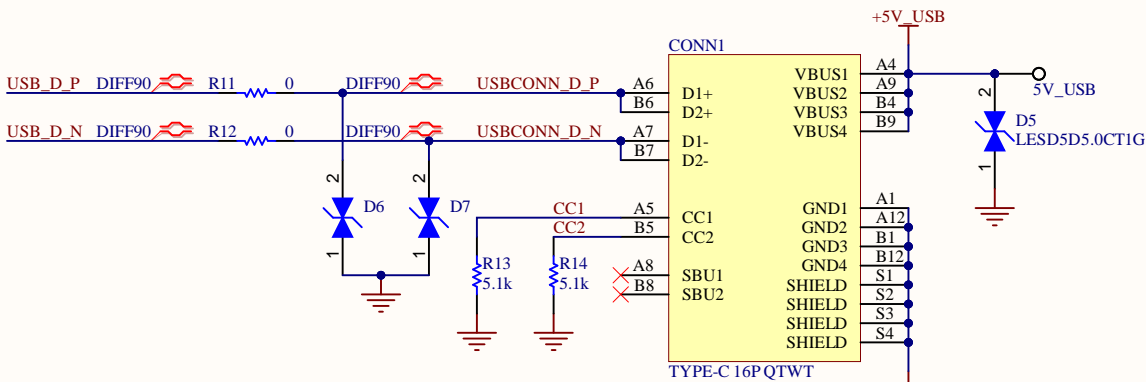 +5V_USB
CONN1
USB_D_P DIFF90 R11 0 DIFF90 USBCONN_D_P A6 D1+ VBUS1 A4
B6 D2+ VBUS2 A9
5V_USB
USB_D_N DIFF90 R12 0 DIFF90 USBCONN_D_N A7 D1- VBUS3 B4
B7 D2- VBUS4 B9
2 D5
LESD5D5.0CT1G
1
2 D6 2 D7
1 1
CC1 A5 CC1 GND1 A1
CC2 B5 CC2 GND2 A12
GND3 B1
R13 R14 A8 SBU1 GND4 B12
5.1k 5.1k B8 SBU2 SHIELD S1
SHIELD S2
SHIELD S3
SHIELD S4
TYPE-C 16P QTWT